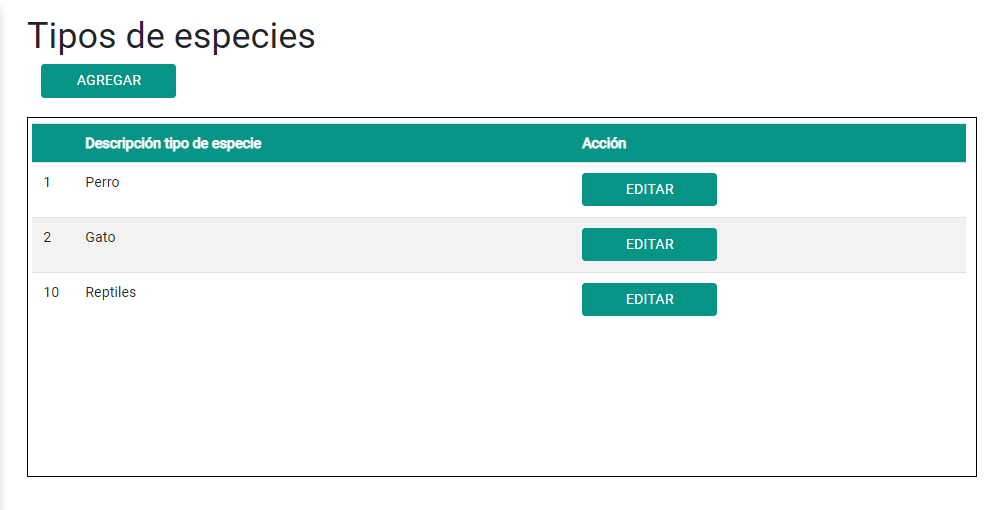 Tipos de especies
AGREGAR
Descripción tipo de especie Acción
1 Perro EDITAR
2 Gato EDITAR
10 Reptiles EDITAR